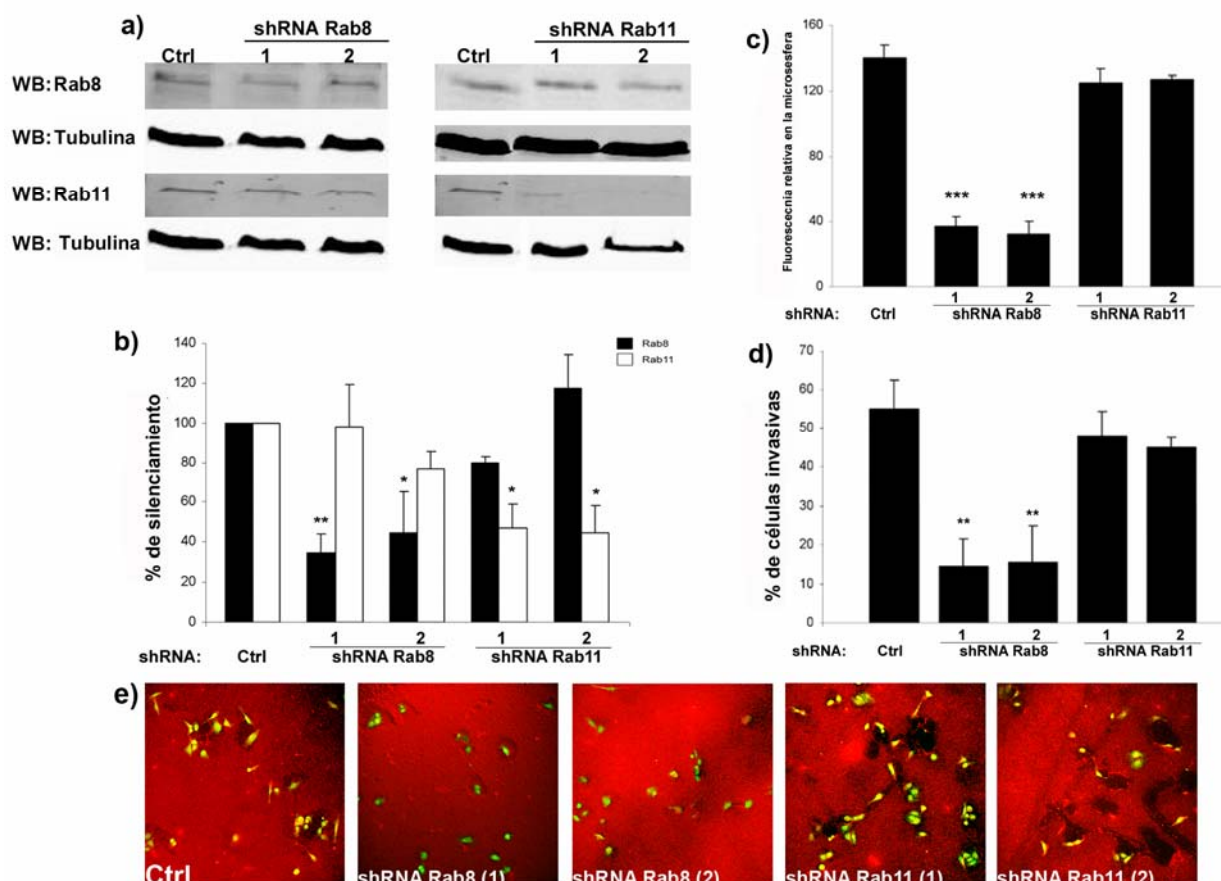 a)
shRNA Rab8
shRNA Rab11
Ctrl
1
2
Ctrl
1
2
WB: Rab8
WB: Tubulina
WB: Rab11
WB: Tubulina
b)
% de silenciamiento
140
120
100
80
60
40
20
0
Rab8
Rab11
**
*
*
*
1
2
1
2
shRNA:
Ctrl
shRNA Rab8
shRNA Rab11
c)
Fluorescecnia relativa en la microsesfera
160
120
80
40
0
***
***
1
2
1
2
shRNA:
Ctrl
shRNA Rab8
shRNA Rab11
d)
% de células invasivas
70
60
50
40
30
20
10
0
**
**
1
2
1
2
shRNA:
Ctrl
shRNA Rab8
shRNA Rab11
e)
Ctrl
shRNA Rab8 (1)
shRNA Rab8 (2)
shRNA Rab11 (1)
shRNA Rab11 (2)